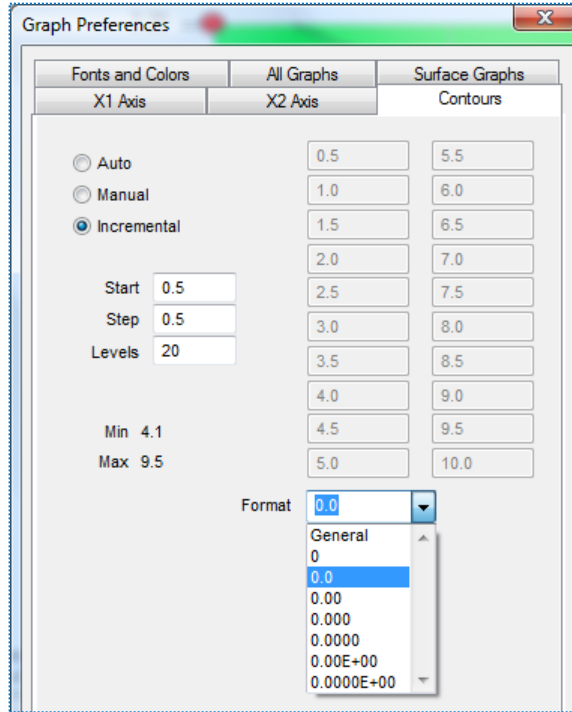 Graph Preferences
Fonts and Colors All Graphs Surface Graphs
X1 Axis X2 Axis Contours
Auto
Manual
Incremental
Start 0.5
Step 0.5
Levels 20
Min 4.1
Max 9.5
0.5 5.5
1.0 6.0
1.5 6.5
2.0 7.0
2.5 7.5
3.0 8.0
3.5 8.5
4.0 9.0
4.5 9.5
5.0 10.0
Format 0.0
General
0
0.0
0.00
0.000
0.0000
0.00E+00
0.0000E+00